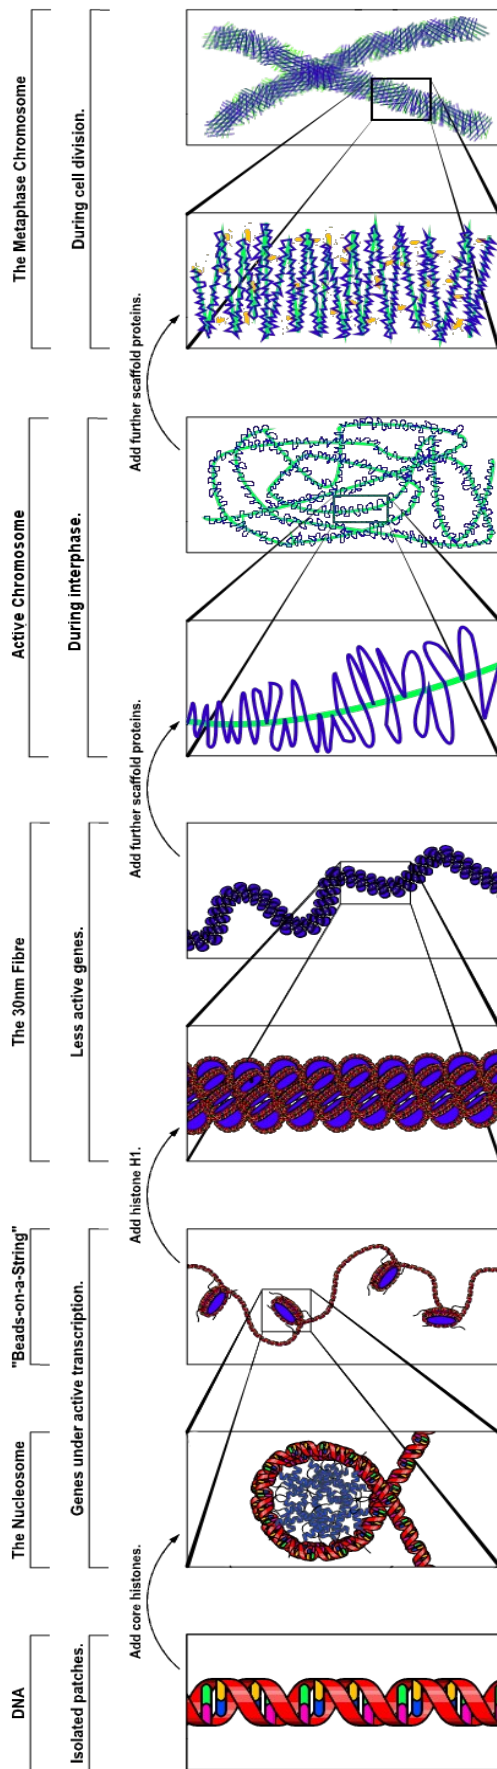 The Metaphase Chromosome
During cell division.
Add further scaffold proteins.
Active Chromosome
During interphase.
Add further scaffold proteins.
The 30nm Fibre
Less active genes.
Add histone H1.
"Beads-on-a-String"
Genes under active transcription.
The Nucleosome
Add core histones.
DNA
Isolated patches.